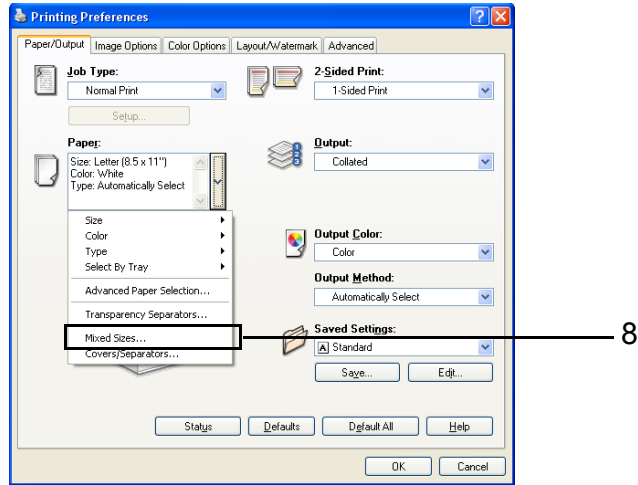 Printing Preferences
Paper/Output Image Options Color Options Layout/Watermark Advanced
Job Type:
Normal Print
Setup...
Paper:
Size: Letter (8.5 x 11")
Color: White
Type: Automatically Select
Size
Color
Type
Select By Tray
Advanced Paper Selection...
Transparency Separators...
Mixed Sizes...
Covers/Separators...
2-Sided Print:
1-Sided Print
1
2
3
Output:
Collated
Output Color:
Color
Output Method:
Automatically Select
Saved Settings:
A Standard
Save... Edit...
8
Status Defaults Default All Help
OK Cancel